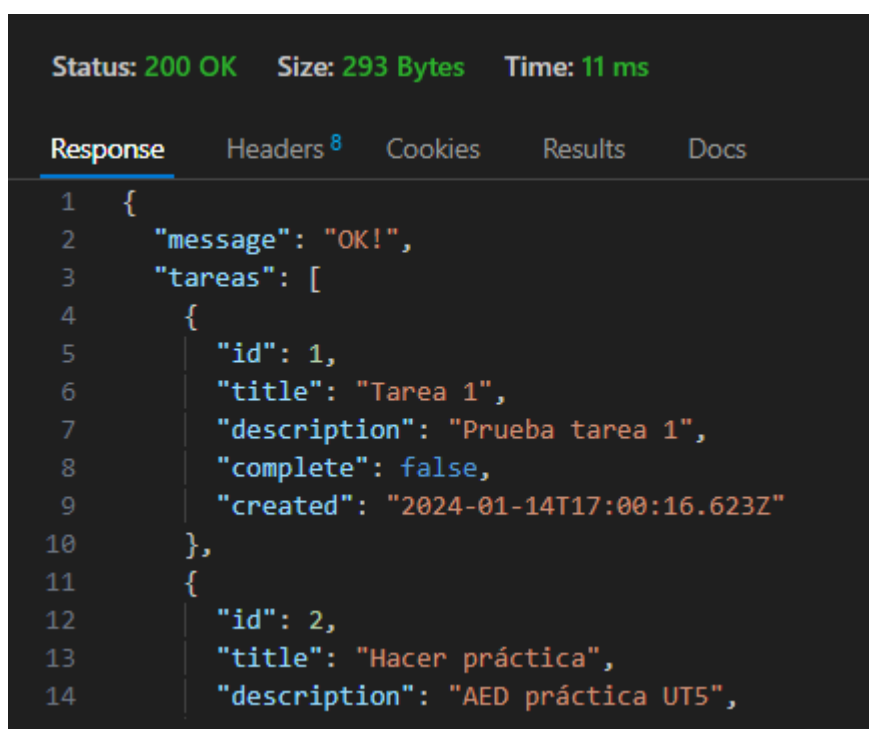 Status: 200 OK Size: 293 Bytes Time: 11 ms
Response Headers 8 Cookies Results Docs
1 {
2 "message": "OK!",
3 "tareas": [
4 {
5 "id": 1,
6 "title": "Tarea 1",
7 "description": "Prueba tarea 1",
8 "complete": false,
9 "created": "2024-01-14T17:00:16.623Z"
10 },
11 {
12 "id": 2,
13 "title": "Hacer práctica",
14 "description": "AED práctica UT5",